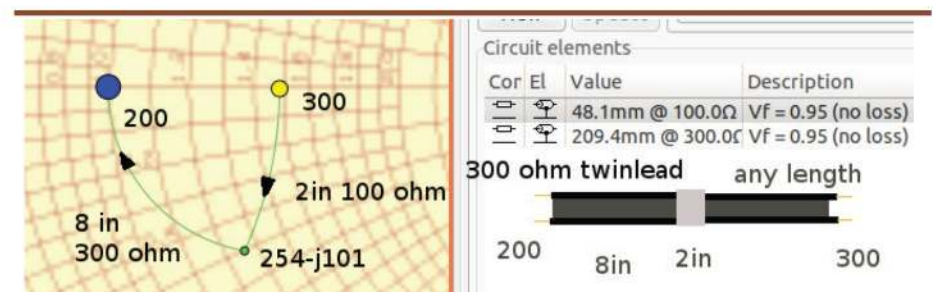 200
300
2in 100 ohm
8 in
300 ohm
254-j101
Circuit elements
Cor El Value Description
48.1mm @ 100.0Ω Vf = 0.95 (no loss)
209.4mm @ 300.0Ω Vf = 0.95 (no loss)
300 ohm twinlead any length
200 8in 2in 300